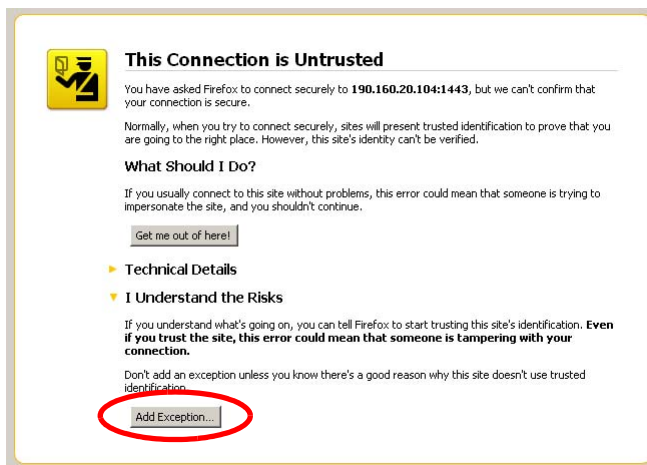 This Connection is Untrusted
You have asked Firefox to connect securely to 190.160.20.104:1443, but we can't confirm that
your connection is secure.
Normally, when you try to connect securely, sites will present trusted identification to prove that you
are going to the right place. However, this site's identity can't be verified.
What Should I Do?
If you usually connect to this site without problems, this error could mean that someone is trying to
impersonate the site, and you shouldn't continue.
Get me out of here!
Technical Details
I Understand the Risks
If you understand what's going on, you can tell Firefox to start trusting this site's identification. Even
if you trust the site, this error could mean that someone is tampering with your
connection.
Don't add an exception unless you know there's a good reason why this site doesn't use trusted
identification.
Add Exception...